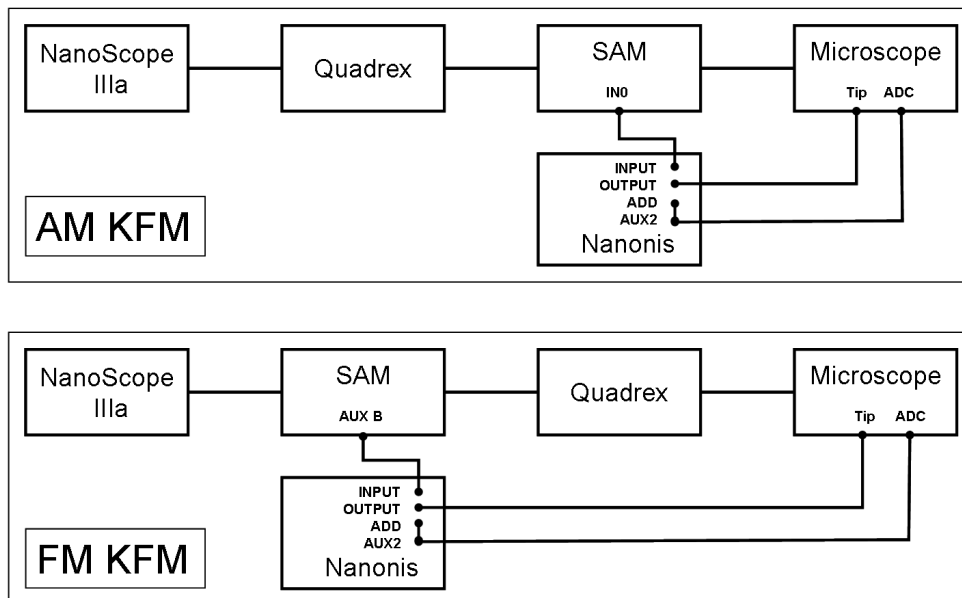 NanoScope
IIIa
Quadrex
SAM
IN0
Microscope
Tip ADC
INPUT
OUTPUT
ADD
AUX2
Nanonis
AM KFM
NanoScope
IIIa
SAM
AUX B
Quadrex
Microscope
Tip ADC
INPUT
OUTPUT
ADD
AUX2
Nanonis
FM KFM